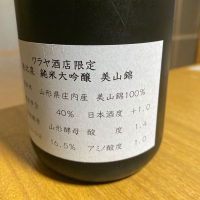 ワラヤ酒店限定
純米大吟醸 美山錦
山形県庄内産 美山錦100%
40% 日本酒度 +1.0
山形酵母 酸度 1.4
16.5% アミノ酸度 1.0